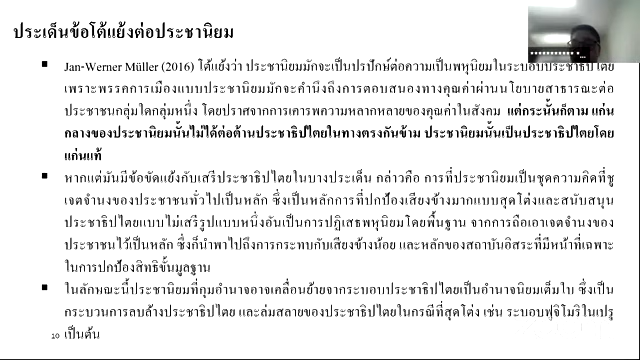 ประเด็นข้อโต้แย้งต่อประชานิยม
Jan-Werner Müller (2016) โต้แย้งว่า ประชานิยมมักจะเป็นปรปักษ์ต่อความเป็นพหุนิยมในระบอบประชาธิปไตย
เพราะพรรคการเมืองแบบประชานิยมมักจะคำนึงถึงการตอบสนองทางคุณค่าผ่านนโยบายสาธารณะต่อ
ประชาชนกลุ่มใดกลุ่มหนึ่ง โดยปราศจากการเคารพความหลากหลายของคุณค่าในสังคม แต่กระนั้นก็ตาม แก่น
กลางของประชานิยมนั้นไม่ได้ต่อต้านประชาธิปไตยในทางตรงกันข้าม ประชานิยมนั้นเป็นประชาธิปไตยโดย
แก่นแท้
หากแต่มันมีข้อขัดแย้งกับเสรีประชาธิปไตยในบางประเด็น กล่าวคือ การที่ประชานิยมเป็นชุดความคิดที่ชู
เจตจำนงของประชาชนทั่วไปเป็นหลัก ซึ่งเป็นหลักการที่ปกป้องเสียงข้างมากแบบสุดโต่งและสนับสนุน
ประชาธิปไตยแบบไม่เสรีรูปแบบหนึ่งอันเป็นการปฏิเสธพหุนิยมโดยพื้นฐาน จากการถือเอาเจตจำนงของ
ประชาชนไว้เป็นหลัก ซึ่งก็นำพาไปถึงการกระทบกับเสียงข้างน้อย และหลักของสถาบันอิสระที่มีหน้าที่เฉพาะ
ในการปกป้องสิทธิขั้นมูลฐาน
ในลักษณะนี้ประชานิยมที่กุมอำนาจอาจเคลื่อนย้ายจากระบอบประชาธิปไตยเป็นอำนาจนิยมเต็มใบ ซึ่งเป็น
กระบวนการลบล้างประชาธิปไตย และล่มสลายของประชาธิปไตยในกรณีที่สุดโต่ง เช่น ระบอบฟูจิโมริในเปรู
เป็นต้น
20